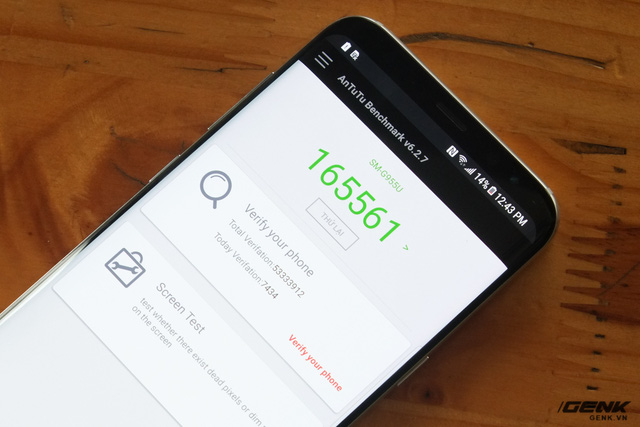 14% 12:43 PM
AnTuTu Benchmark v6.2.7
SM-G955U
165561 >
THỬ LẠI
Verify your phone
Total Verifation:53333912
Today Verifation:7434
Verify your phone
Screen Test
test whether there exist dead pixels or dim
on the screen
GENK
GENK.VN